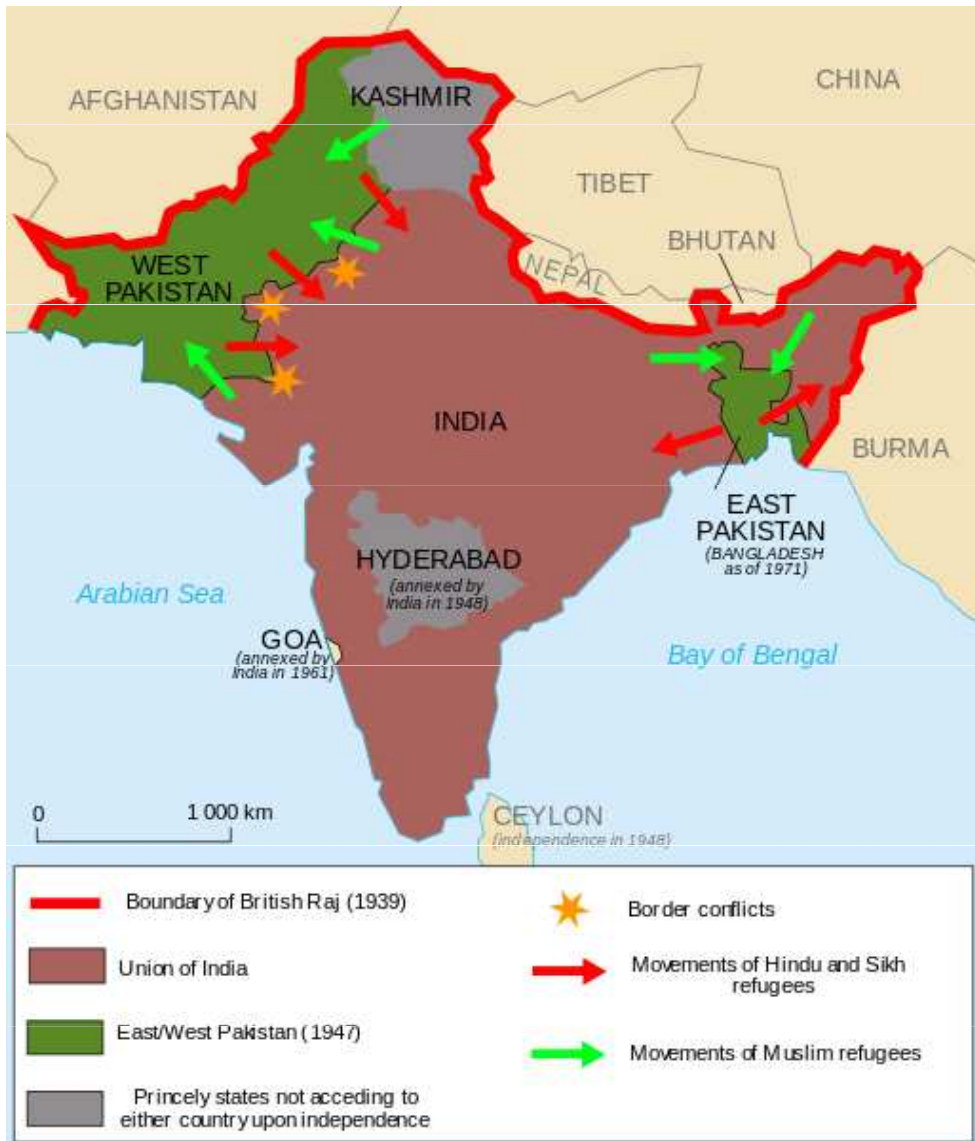 AFGHANISTAN
KASHMIR
CHINA
TIBET
BHUTAN
NEPAL
WEST
PAKISTAN
INDIA
BURMA
EAST
PAKISTAN
(BANGLADESH
as of 1971)
HYDERABAD
(annexed by
India in 1948)
Arabian Sea
GOA
(annexed by
India in 1961)
Bay of Bengal
0 1 000 km
CEYLON
(independence in 1948)
Boundary of British Raj (1939)
Border conflicts
Union of India
Movements of Hindu and Sikh
refugees
East/West Pakistan (1947)
Movements of Muslim refugees
Princely states not acceding to
either country upon independence